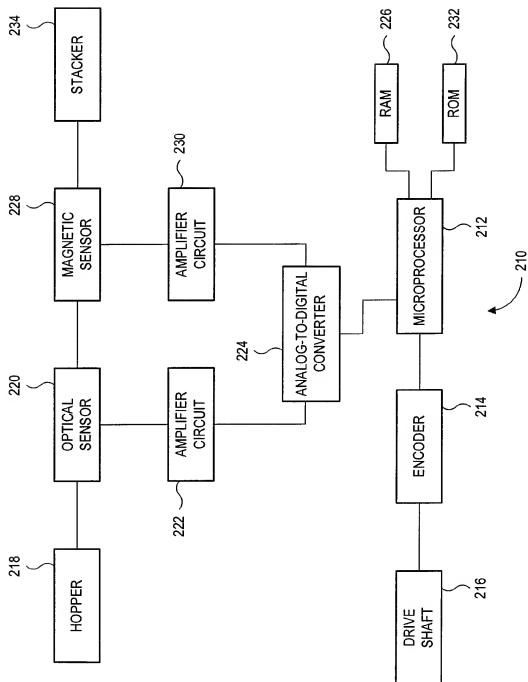 218
HOPPER
220
OPTICAL
SENSOR
228
MAGNETIC
SENSOR
234
STACKER
222
AMPLIFIER
CIRCUIT
230
AMPLIFIER
CIRCUIT
224
ANALOG-TO-DIGITAL
CONVERTER
226
RAM
232
ROM
DRIVE
SHAFT
216
ENCODER
214
MICROPROCESSOR
212
210